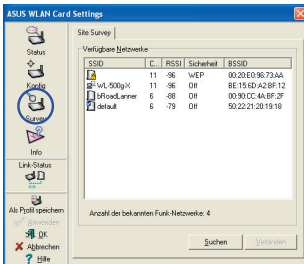 ASUS WLAN Card Settings
Status
Konfig
Survey
Info
Link-Status
Als Profil speichern
Anwenden
OK
Abbrechen
Hilfe
Site Survey
Verfügbare Netzwerke
SSID C... RSSI Sicherheit BSSID
11 -96 WEP 00:20:E0:96:73:AA
WL-500g-X 11 -96 Off BE:15:6D:A2:BF:12
bRoadLanner 6 -88 Off 00:90:CC:4A:BF:2F
default 6 -79 Off 50:22:21:20:19:18
Anzahl der bekannten Funk-Netzwerke: 4
Suchen Verbinden